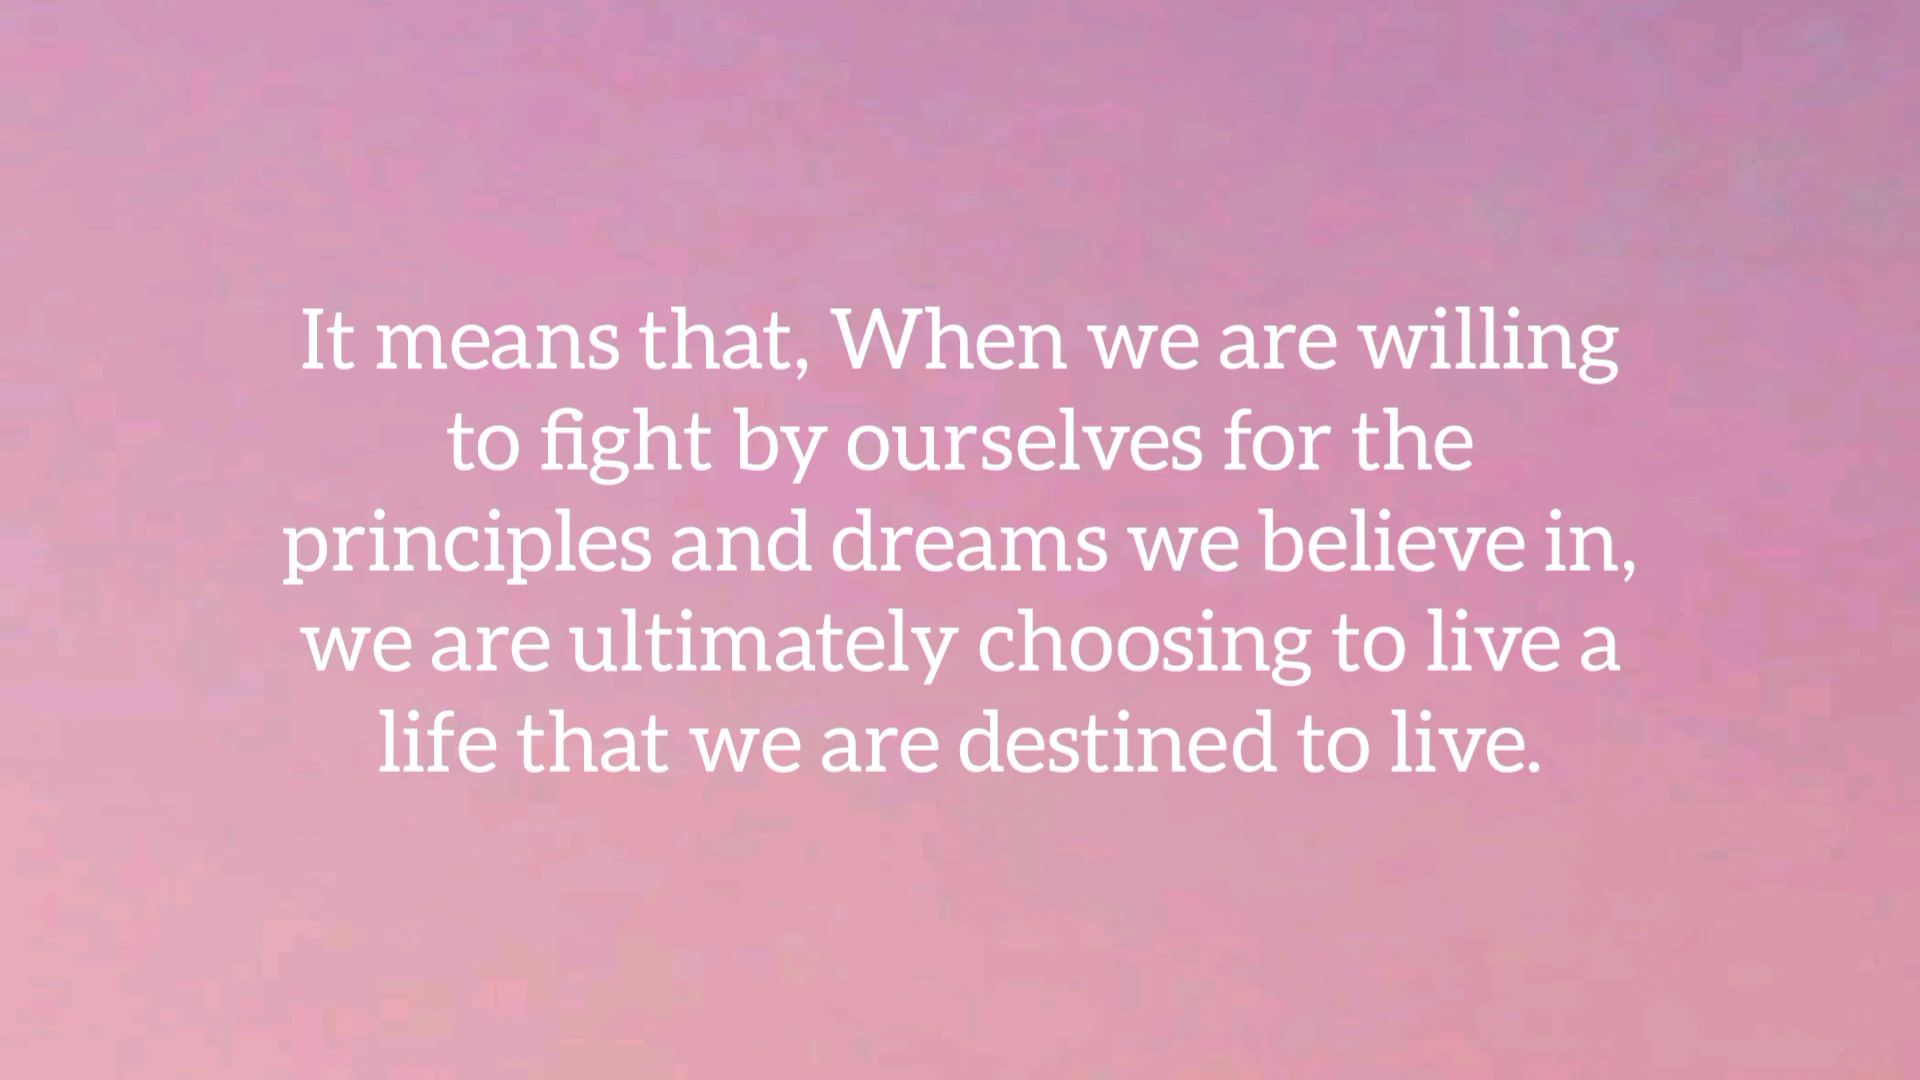 It means that, When we are willing
to fight by ourselves for the
principles and dreams we believe in,
we are ultimately choosing to live a
life that we are destined to live.